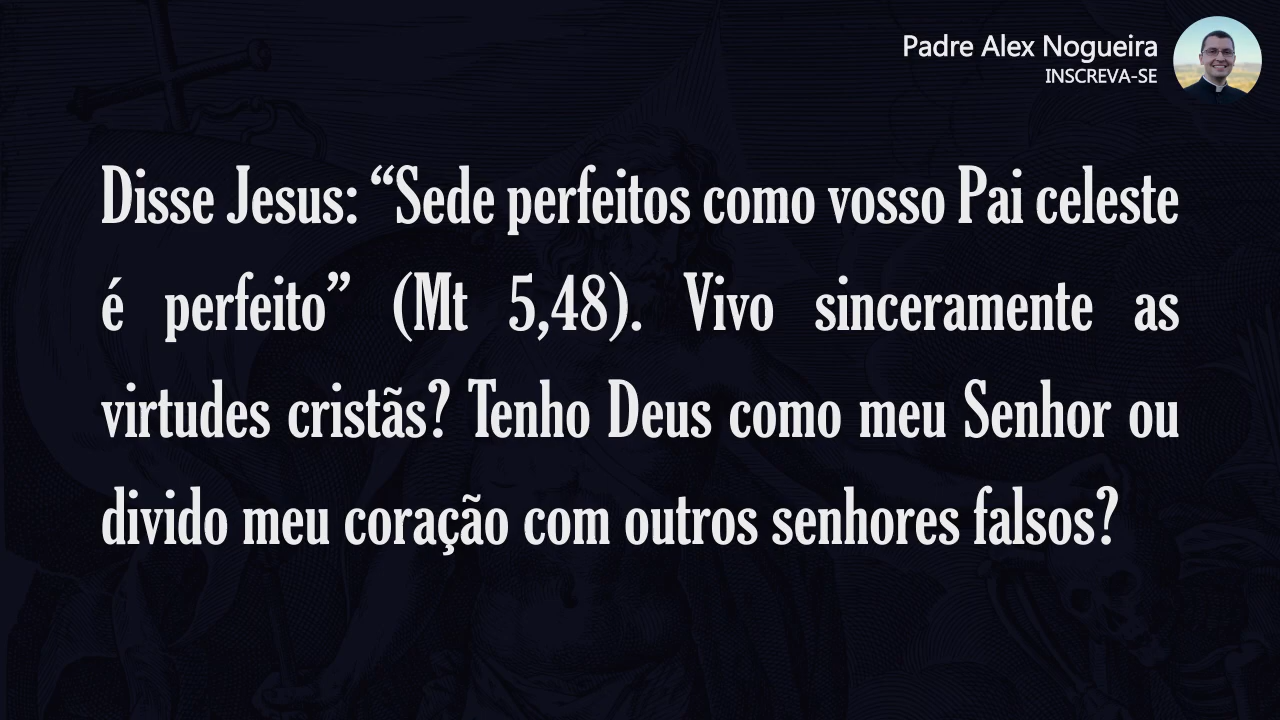 Padre Alex Nogueira
INSCREVA-SE
Disse Jesus: “Sede perfeitos como vosso Pai celeste
é perfeito” (Mt 5,48). Vivo sinceramente as
virtudes cristãs? Tenho Deus como meu Senhor ou
divido meu coração com outros senhores falsos?